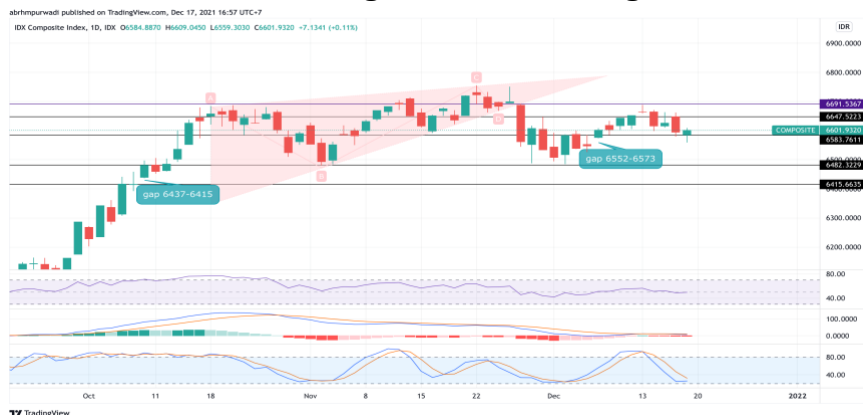 abrhmpurwadi published on TradingView.com, Dec 17, 2021 16:57 UTC+7
IDX Composite Index, 1D, IDX O6584.8870 H6609.0450 L6559.3030 C6601.9320 -7.1341 (+0.11%)
IDR
6900.0000
6800.0000
A
C
6691.5367
6647.5223
D
COMPOSITE 6601.9320
6583.7611
gap 6552-6573
6482.3229
B
6415.6635
gap 6437-6415
6300.0000
6200.0000
80.00
40.00
100.0000
0.0000
80.00
40.00
Oct 11 18 Nov 8 15 22 Dec 13 20 2022
TradingView